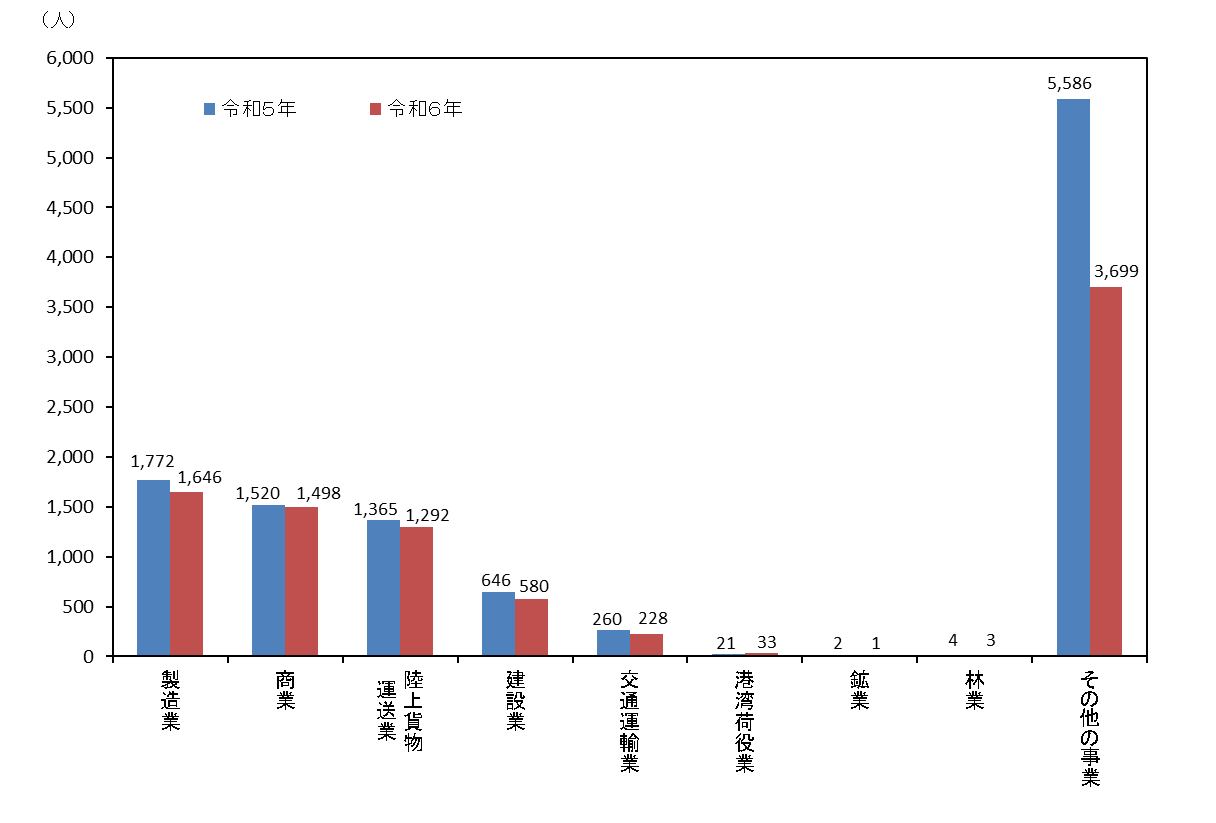 （人）
6,000
5,500
5,000
4,500
4,000
3,500
3,000
2,500
2,000
1,500
1,000
500
0
令和５年 令和６年
1,772
1,646
1,520
1,498
1,365
1,292
646
580
260
228
21
33
2
1
4
3
5,586
3,699
製造業
商業
陸上貨物
運送業
建設業
交通運輸業
港湾荷役業
鉱業
林業
その他の事業